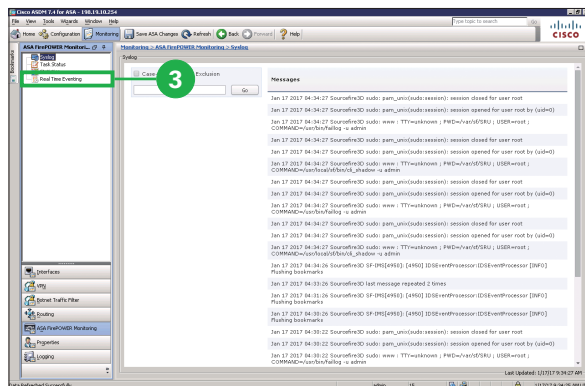 Cisco ASDM 7.4 for ASA - 198.19.10.254
File View Tools Wizards Window Help
Type topic to search
Go
Home Configuration Monitoring Save ASA Changes Refresh Back Forward Help
CISCO
Bookmarks
ASA FirePOWER Monitori...
Syslog
Task Status
Real Time Eventing
3
Interfaces
VPN
Botnet Traffic Filter
Routing
ASA FirePOWER Monitoring
Properties
Logging
Monitoring > ASA FirePOWER Monitoring > Syslog
Syslog
Exclusion
Go
Messages
Jan 17 2017 04:34:27 Sourcefire3D sudo: pam_unix(sudo:session): session closed for user root
Jan 17 2017 04:34:27 Sourcefire3D sudo: pam_unix(sudo:session): session opened for user root by (uid=0)
Jan 17 2017 04:34:27 Sourcefire3D sudo: www : TTY=unknown ; PWD=/var/sf/SRU ; USER=root ;
COMMAND=/usr/bin/faillog -u admin
Jan 17 2017 04:34:27 Sourcefire3D sudo: pam_unix(sudo:session): session closed for user root
Jan 17 2017 04:34:27 Sourcefire3D sudo: pam_unix(sudo:session): session opened for user root by (uid=0)
Jan 17 2017 04:34:27 Sourcefire3D sudo: www : TTY=unknown ; PWD=/var/sf/SRU ; USER=root ;
COMMAND=/usr/local/sf/bin/cli_shadow -u admin
Jan 17 2017 04:34:27 Sourcefire3D sudo: pam_unix(sudo:session): session closed for user root
Jan 17 2017 04:34:27 Sourcefire3D sudo: pam_unix(sudo:session): session opened for user root by (uid=0)
Jan 17 2017 04:34:27 Sourcefire3D sudo: www : TTY=unknown ; PWD=/var/sf/SRU ; USER=root ;
COMMAND=/usr/bin/faillog -u admin
Jan 17 2017 04:34:27 Sourcefire3D sudo: pam_unix(sudo:session): session closed for user root
Jan 17 2017 04:34:27 Sourcefire3D sudo: pam_unix(sudo:session): session opened for user root by (uid=0)
Jan 17 2017 04:34:27 Sourcefire3D sudo: www : TTY=unknown ; PWD=/var/sf/SRU ; USER=root ;
COMMAND=/usr/local/sf/bin/cli_shadow -u admin
Jan 17 2017 04:34:26 Sourcefire3D SF-IMS[4950]: [4950] IDSEventProcessor:IDSEventProcessor [INFO]
Flushing bookmarks
Jan 17 2017 04:33:26 Sourcefire3D last message repeated 2 times
Jan 17 2017 04:31:26 Sourcefire3D SF-IMS[4950]: [4950] IDSEventProcessor:IDSEventProcessor [INFO]
Flushing bookmarks
Jan 17 2017 04:30:26 Sourcefire3D SF-IMS[4950]: [4950] IDSEventProcessor:IDSEventProcessor [INFO]
Flushing bookmarks
Jan 17 2017 04:30:22 Sourcefire3D sudo: pam_unix(sudo:session): session closed for user root
Jan 17 2017 04:30:22 Sourcefire3D sudo: pam_unix(sudo:session): session opened for user root by (uid=0)
Jan 17 2017 04:30:22 Sourcefire3D sudo: www : TTY=unknown ; PWD=/var/sf/SRU ; USER=root ;
COMMAND=/usr/bin/faillog -u admin
Last Updated: 1/17/17 9:34:27 AM
Data Refreshed Successfully.